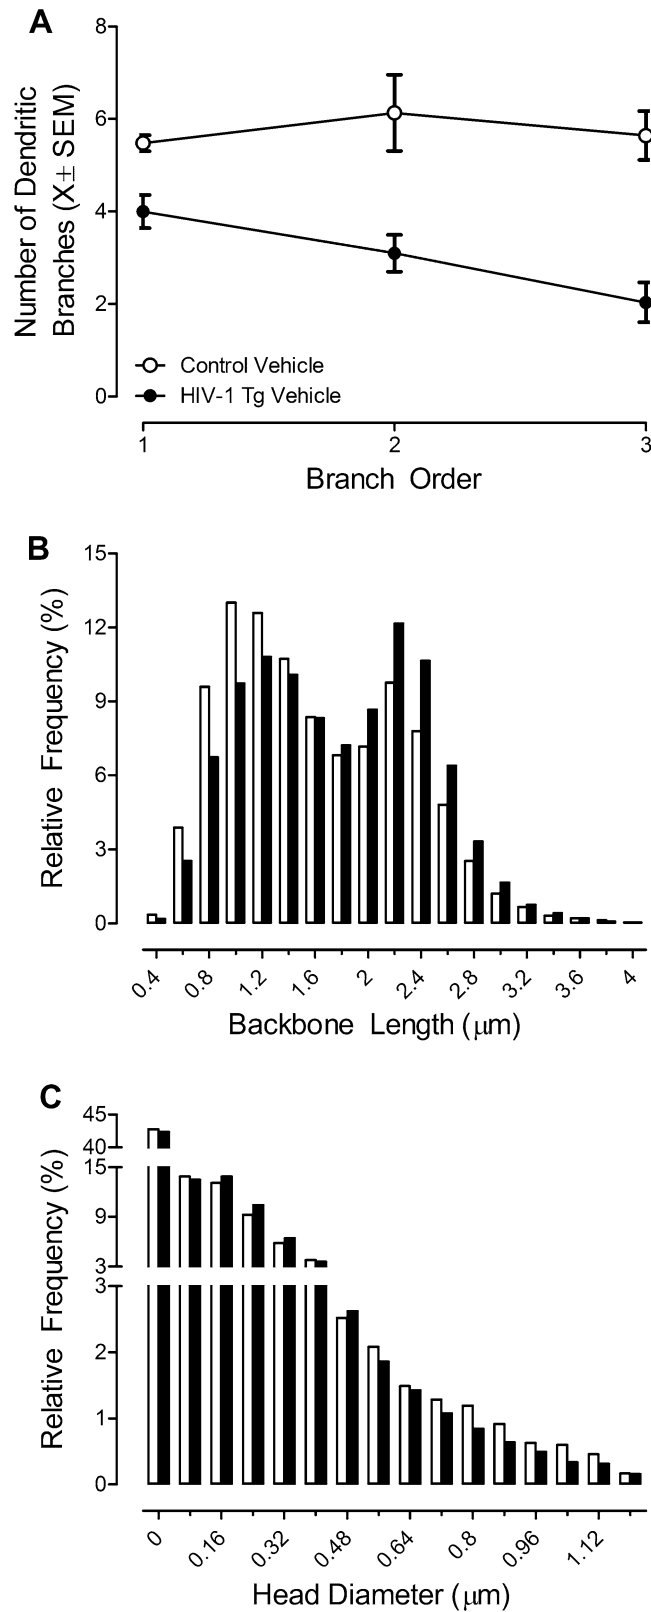 A
Number of Dendritic
Branches (X± SEM)
8
6
4
2
0
Control Vehicle
HIV-1 Tg Vehicle
1 2 3
Branch Order
B
Relative Frequency (%)
15
12
9
6
3
0
0.4 0.8 1.2 1.6 2 2.4 2.8 3.2 3.6 4
Backbone Length (μm)
C
Relative Frequency (%)
45
40
15
9
3
3
2
1
0
0 0.16 0.32 0.48 0.64 0.8 0.96 1.12
Head Diameter (μm)